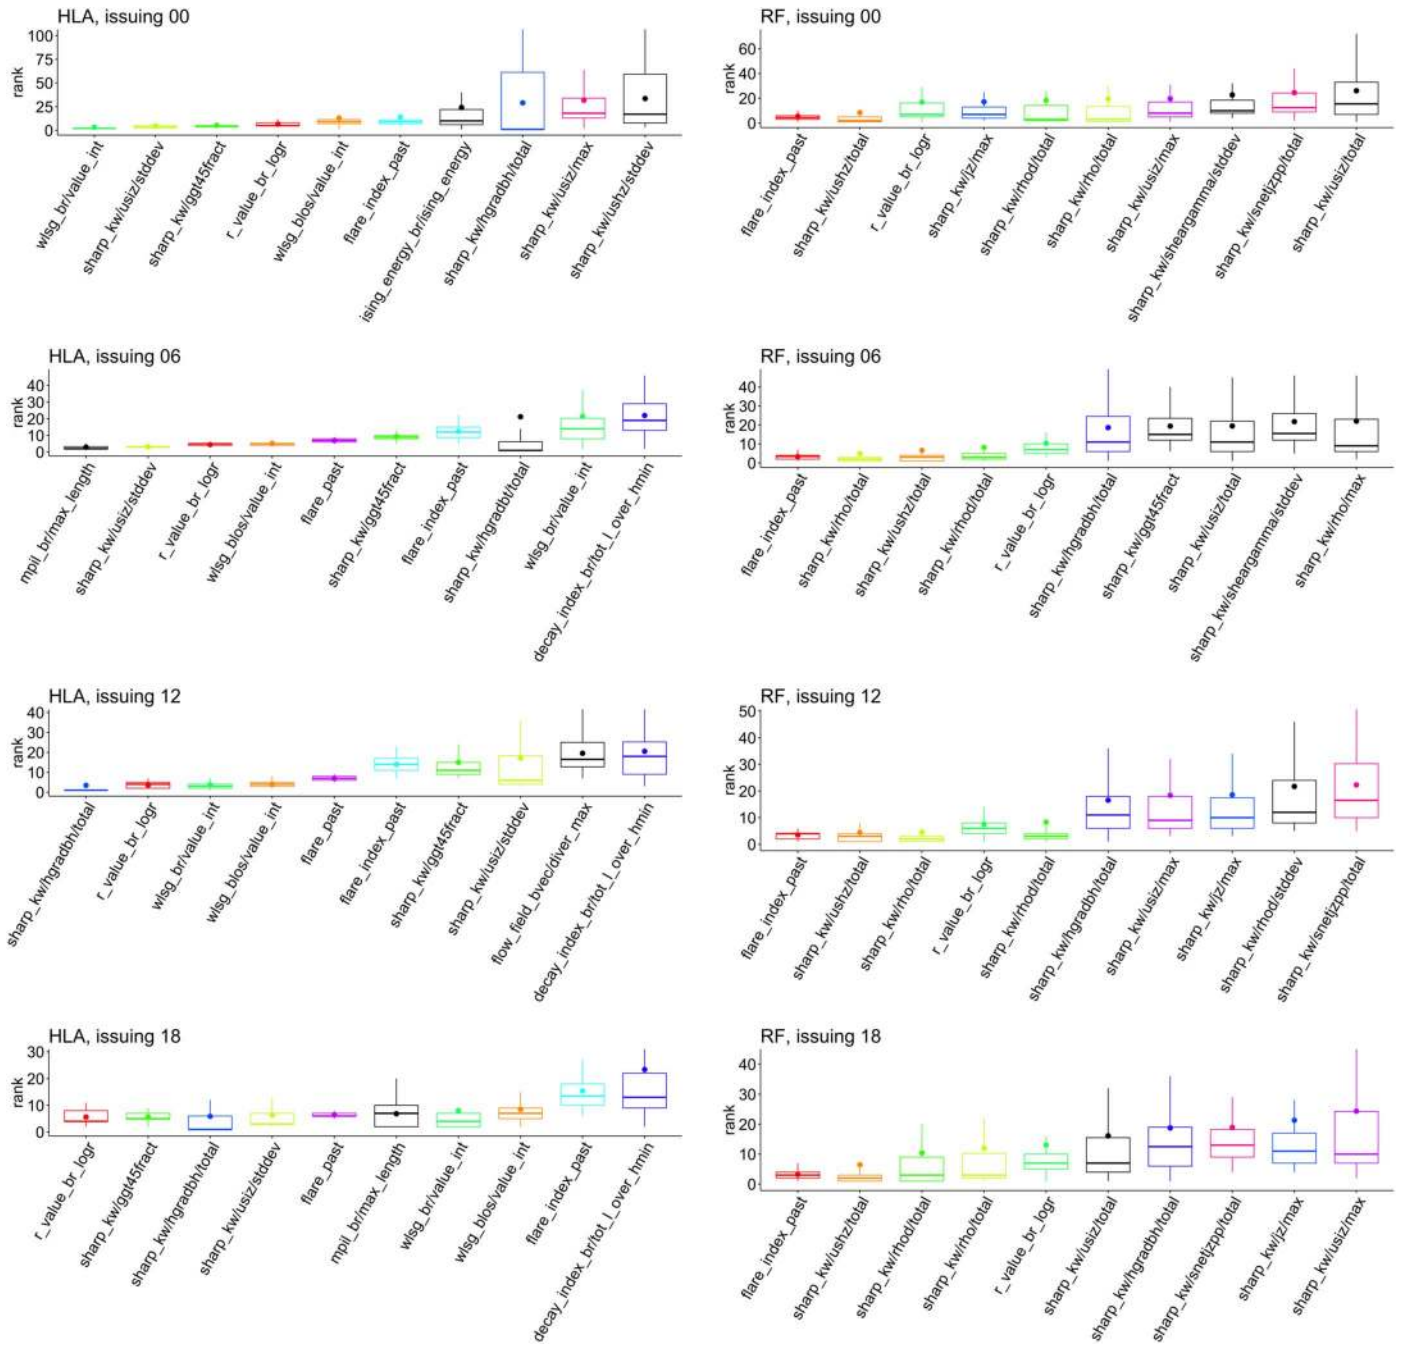 HLA, issuing 00
rank
100
75
50
25
0
wlsg_br/value_int
sharp_kw/usiz/stddev
sharp_kw/ggt45fract
r_value_br_logr
wlsg_blos/value_int
flare_index_past
ising_energy_br/ising_energy
sharp_kw/hgradbh/total
sharp_kw/usiz/max
sharp_kw/ushz/stddev
RF, issuing 00
rank
60
40
20
0
flare_index_past
sharp_kw/ushz/total
r_value_br_logr
sharp_kw/jz/max
sharp_kw/rhod/total
sharp_kw/rho/total
sharp_kw/usiz/max
sharp_kw/sheargamma/stddev
sharp_kw/snetjzpp/total
sharp_kw/usiz/total
HLA, issuing 06
rank
40
30
20
10
0
mpil_br/max_length
sharp_kw/usiz/stddev
r_value_br_logr
wlsg_blos/value_int
flare_past
sharp_kw/ggt45fract
flare_index_past
sharp_kw/hgradbt/total
wlsg_br/value_int
decay_index_br/tot_l_over_hmin
RF, issuing 06
rank
40
30
20
10
0
flare_index_past
sharp_kw/rho/total
sharp_kw/ushz/total
sharp_kw/rhod/total
r_value_br_logr
sharp_kw/hgradbh/total
sharp_kw/ggt45fract
sharp_kw/usiz/total
sharp_kw/sheargamma/stddev
sharp_kw/rho/max
HLA, issuing 12
rank
40
30
20
10
0
sharp_kw/hgradbh/total
r_value_br_logr
wlsg_br/value_int
wlsg_blos/value_int
flare_past
flare_index_past
sharp_kw/ggt45fract
sharp_kw/usiz/stddev
flow_field_bvec/diver_max
decay_index_br/tot_l_over_hmin
RF, issuing 12
rank
50
40
30
20
10
0
flare_index_past
sharp_kw/ushz/total
sharp_kw/rho/total
r_value_br_logr
sharp_kw/rhod/total
sharp_kw/hgradbh/total
sharp_kw/usiz/max
sharp_kw/jz/max
sharp_kw/rhod/stddev
sharp_kw/snetjzpp/total
HLA, issuing 18
rank
30
20
10
0
r_value_br_logr
sharp_kw/ggt45fract
sharp_kw/hgradbh/total
sharp_kw/usiz/stddev
flare_past
mpil_br/max_length
wlsg_br/value_int
wlsg_blos/value_int
flare_index_past
decay_index_br/tot_l_over_hmin
RF, issuing 18
rank
40
30
20
10
0
flare_index_past
sharp_kw/ushz/total
sharp_kw/rhod/total
sharp_kw/rho/total
r_value_br_logr
sharp_kw/usiz/total
sharp_kw/hgradbh/total
sharp_kw/snetjzpp/total
sharp_kw/jz/max
sharp_kw/usiz/max